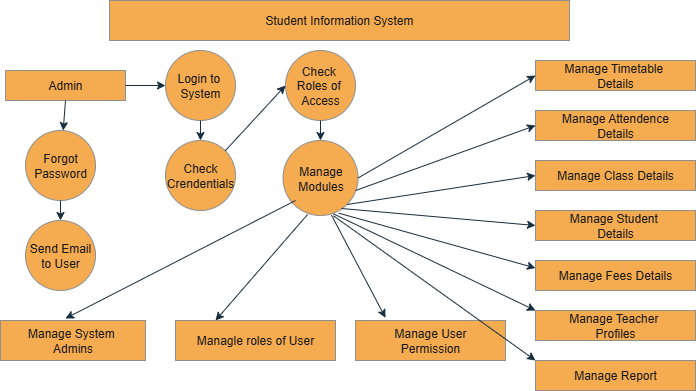 Student Information System
Admin
Login to
System
Check
Roles of
Access
Manage Timetable
Details
Manage Attendence
Details
Forgot
Password
Check
Crendentials
Manage
Modules
Manage Class Details
Manage Student
Details
Send Email
to User
Manage Fees Details
Manage System
Admins
Managle roles of User
Manage User
Permission
Manage Teacher
Profiles
Manage Report